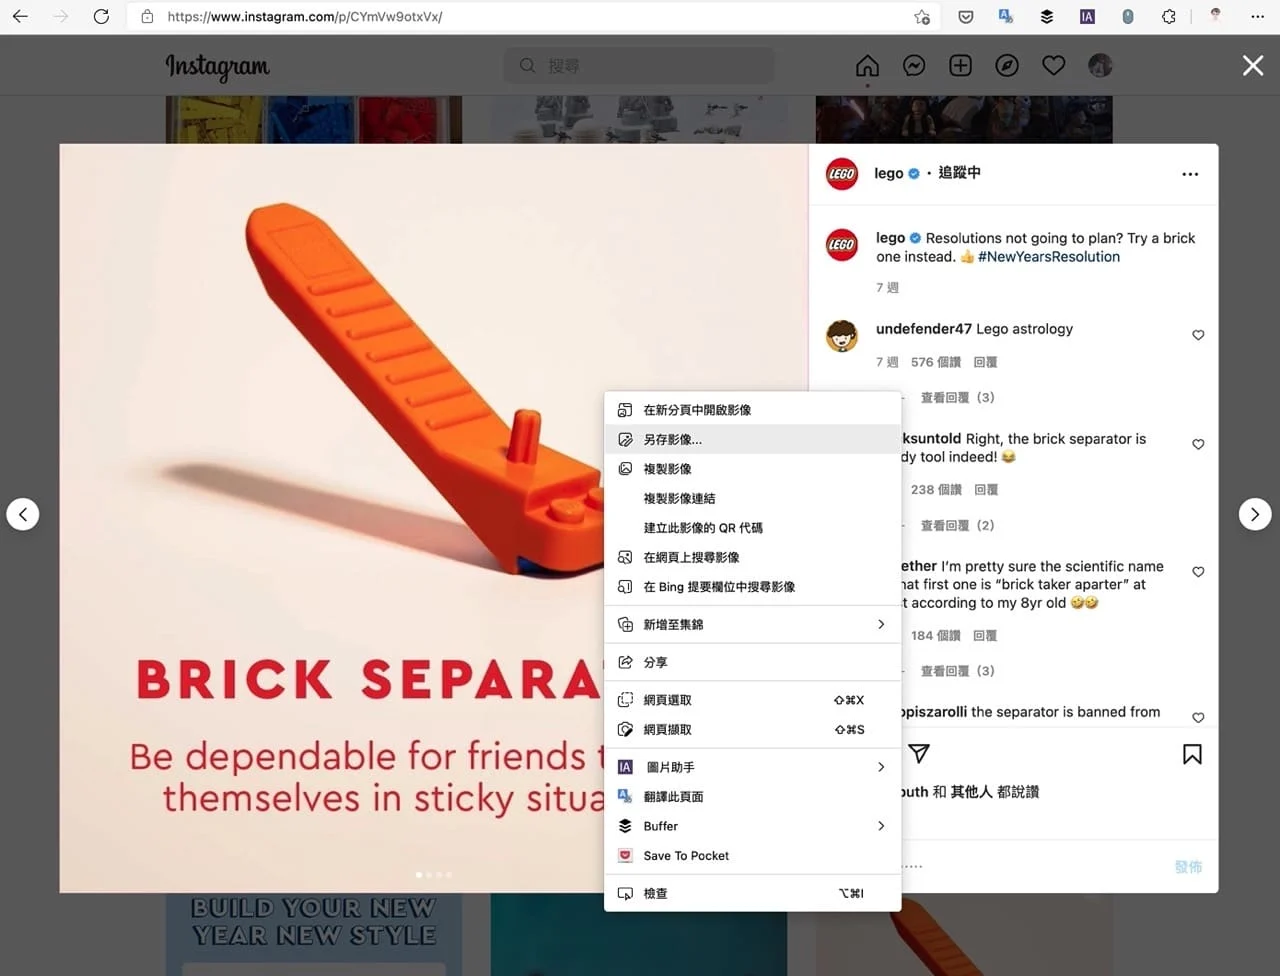 https://www.instagram.com/p/CYmVw9otxVx/
Instagram
搜尋
LEGO
lego · 追蹤中
LEGO
lego Resolutions not going to plan? Try a brick
one instead. 👍 #NewYearsResolution
7 週
undefender47 Lego astrology
7 週 576 個讚 回覆
查看回覆 (3)
ksuntold Right, the brick separator is
dy tool indeed! 😂
238 個讚 回覆
查看回覆 (2)
ether I'm pretty sure the scientific name
hat first one is “brick taker aparter” at
t according to my 8yr old 🤣🤣
184 個讚 回覆
查看回覆 (3)
opiszarolli the separator is banned from
outh 和 其他人 都說讚
發佈
在新分頁中開啟影像
另存影像...
複製影像
複製影像連結
建立此影像的 QR 代碼
在網頁上搜尋影像
在 Bing 提要欄位中搜尋影像
新增至集錦
分享
網頁選取 ⇧⌘X
網頁擷取 ⇧⌘S
IA 圖片助手
翻譯此頁面
Buffer
Save To Pocket
檢查 ⌥⌘I
BRICK SEPARA
Be dependable for friends t
themselves in sticky situa
BUILD YOUR NEW
YEAR NEW STYLE